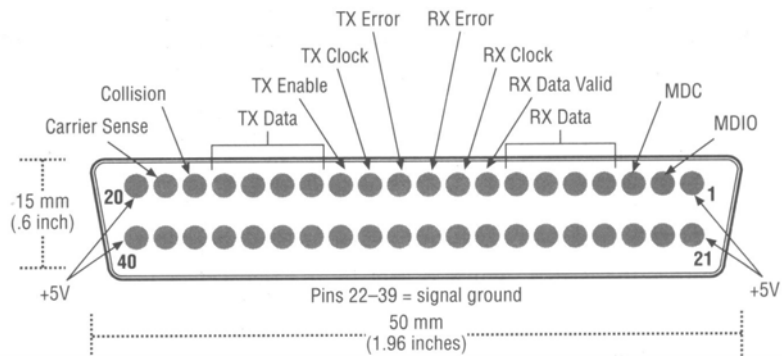 TX Error
RX Error
TX Clock
RX Clock
TX Enable
RX Data Valid
Collision
MDC
Carrier Sense
TX Data
RX Data
MDIO
20
1
15 mm
(.6 inch)
40
21
+5V
+5V
Pins 22–39 = signal ground
50 mm
(1.96 inches)